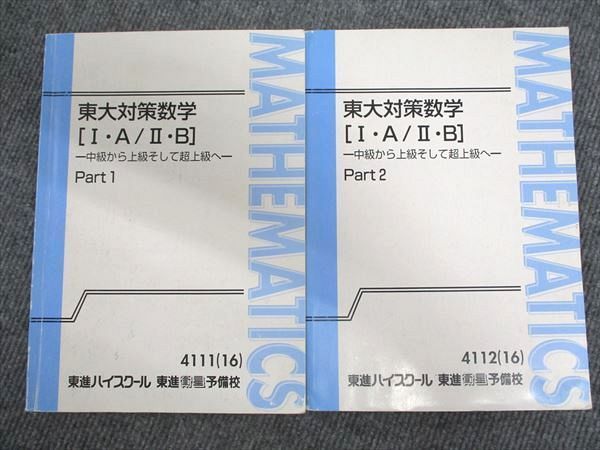 東大対策数学
[Ⅰ・A/Ⅱ・B]
―中級から上級そして超上級へ―
Part 1
4111(16)
東進ハイスクール 東進衛星予備校
MATHEMATICS
東大対策数学
[Ⅰ・A/Ⅱ・B]
―中級から上級そして超上級へ―
Part 2
4112(16)
東進ハイスクール 東進衛星予備校
MATHEMATICS